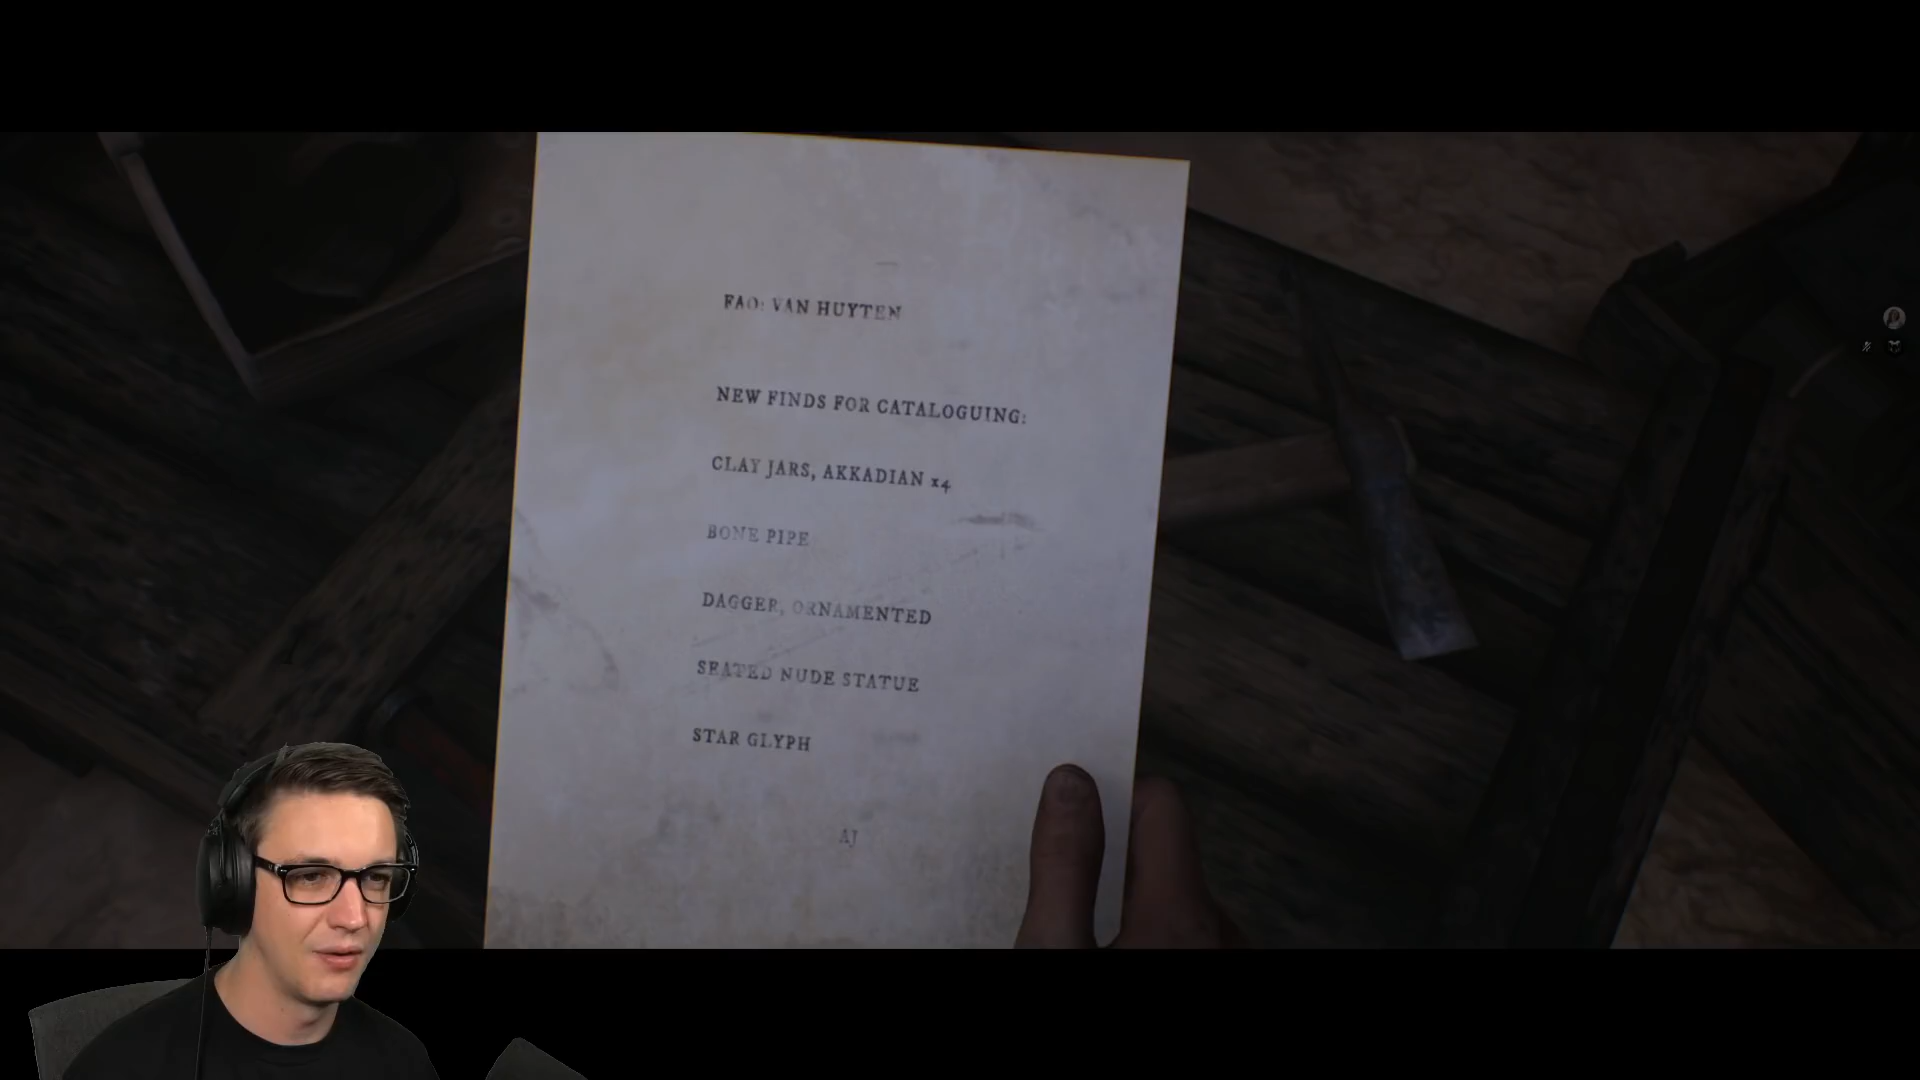 FAO: VAN HUYTEN
NEW FINDS FOR CATALOGUING:
CLAY JARS, AKKADIAN x4
BONE PIPE
DAGGER, ORNAMENTED
SEATED NUDE STATUE
STAR GLYPH
AJ